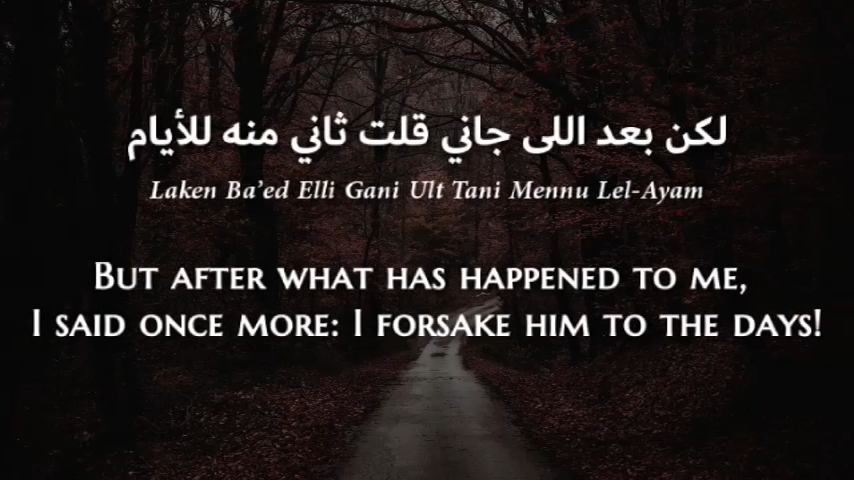 لكن بعد اللى جاني قلت ثاني منه للأيام
Laken Ba’ed Elli Gani Ult Tani Mennu Lel-Ayam
But after what has happened to me,
I said once more: I forsake him to the days!